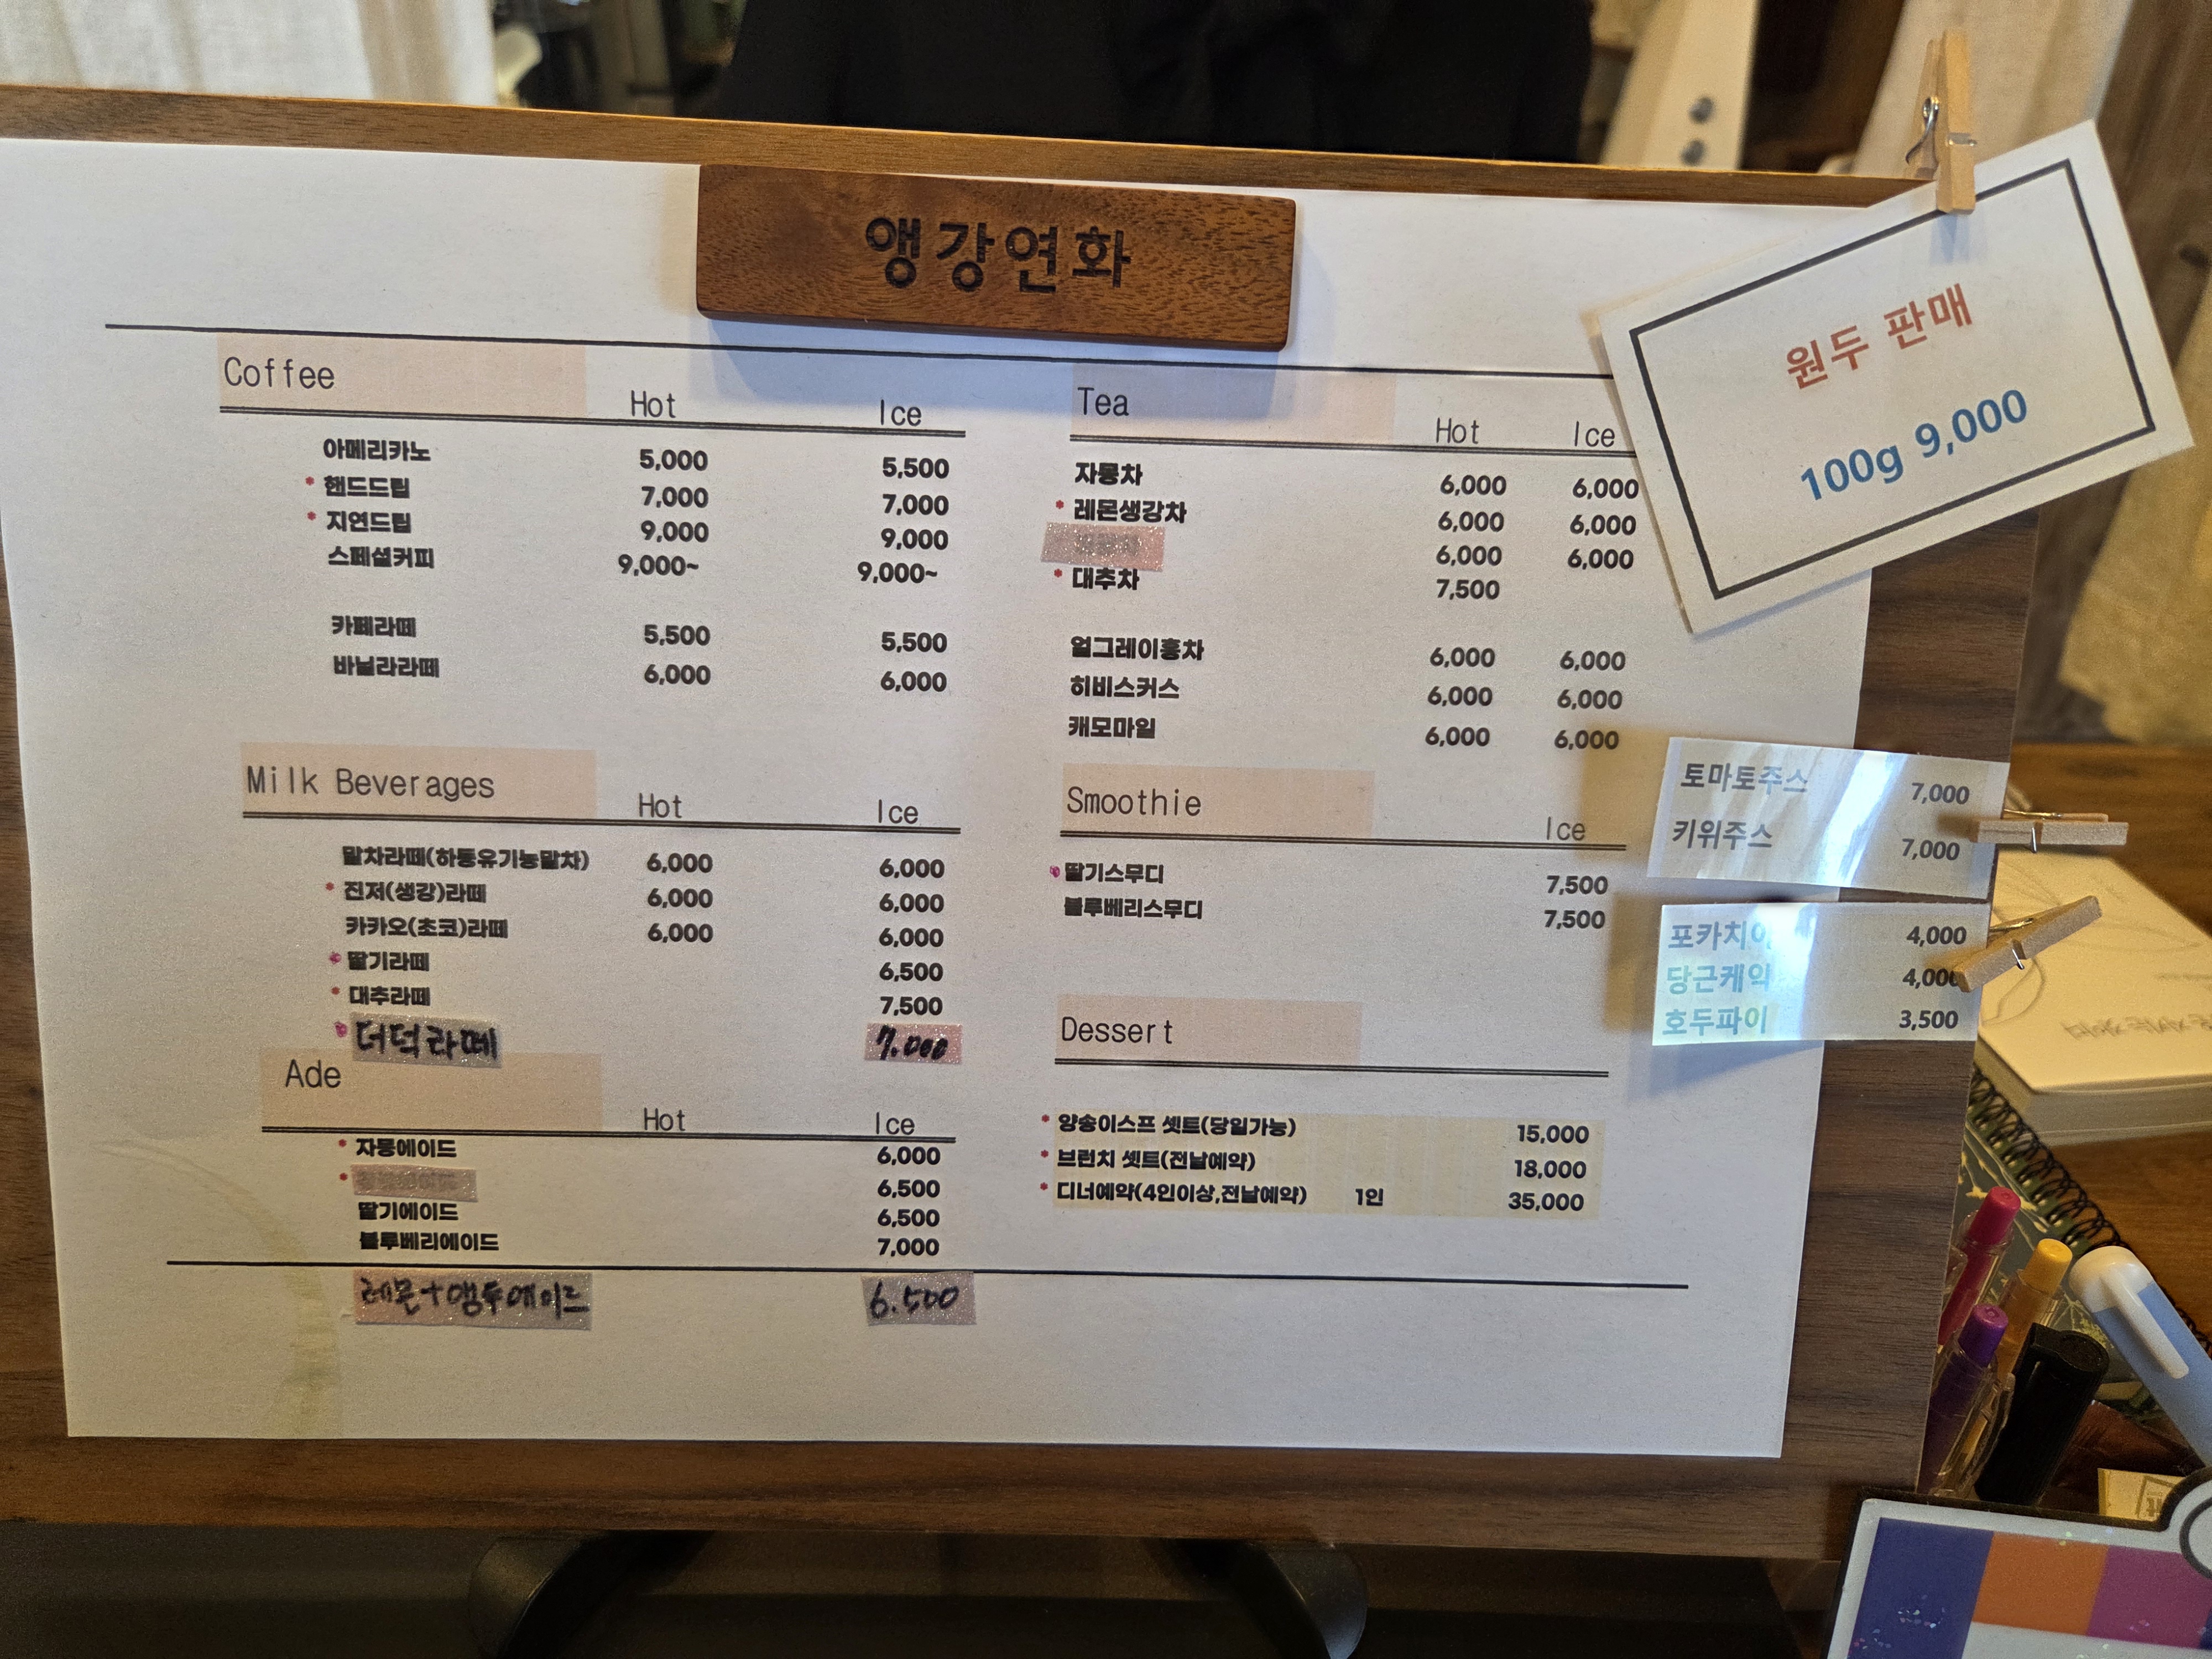 앵강연화
원두 판매
100g 9,000
Coffee
Hot Ice
아메리카노 5,000 5,500
* 핸드드립 7,000 7,000
* 지연드립 9,000 9,000
스페셜커피 9,000~ 9,000~
카페라떼 5,500 5,500
바닐라라떼 6,000 6,000
Milk Beverages
Hot Ice
말차라떼(하동유기농말차) 6,000 6,000
* 진저(생강)라떼 6,000 6,000
카카오(초코)라떼 6,000 6,000
* 딸기라떼 6,500
* 대추라떼 7,500
더덕라떼 7.000
Ade
Hot Ice
* 자몽에이드 6,000
* 6,500
딸기에이드 6,500
블루베리에이드 7,000
레몬+앵두에이드 6.500
Tea
Hot Ice
자몽차 6,000 6,000
* 레몬생강차 6,000 6,000
6,000 6,000
* 대추차 7,500
얼그레이홍차 6,000 6,000
히비스커스 6,000 6,000
캐모마일 6,000 6,000
Smoothie
Ice
딸기스무디 7,500
블루베리스무디 7,500
Dessert
* 양송이스프 셋트(당일가능) 15,000
* 브런치 셋트(전날예약) 18,000
* 디너예약(4인이상,전날예약) 1인 35,000
토마토주스 7,000
키위주스 7,000
포카치아 4,000
당근케익 4,000
호두파이 3,500